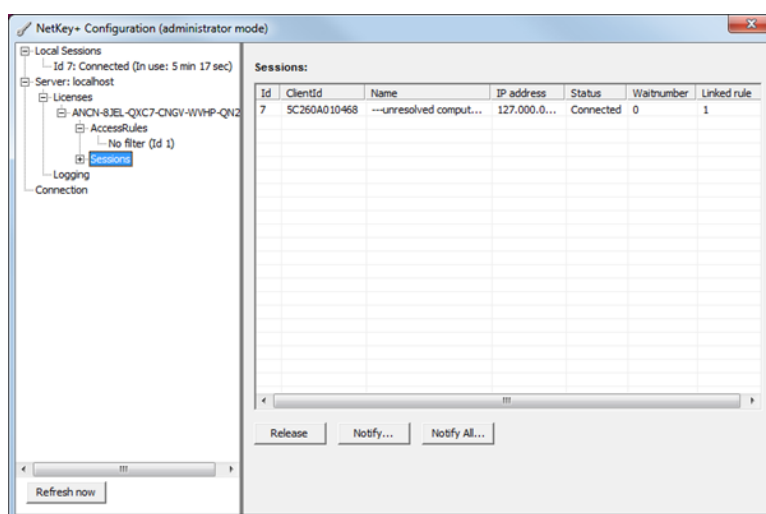 NetKey+ Configuration (administrator mode)
Local Sessions
Id 7: Connected (In use: 5 min 17 sec)
Server: localhost
Licenses
ANCN-8JEL-QXC7-CNGV-WVHP-QN2
AccessRules
No filter (Id 1)
Sessions
Logging
Connection
Refresh now
Sessions:
Id ClientId Name IP address Status Waitnumber Linked rule
7 5C260A010468 ---unresolved comput... 127.000.0... Connected 0 1
Release Notify... Notify All...